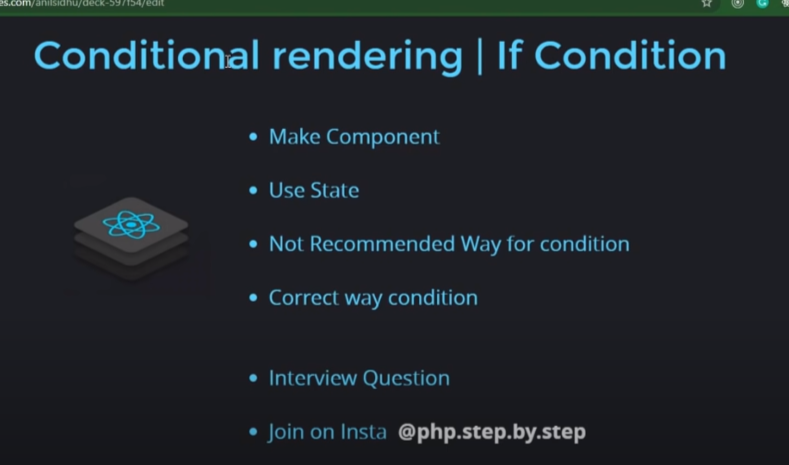 es.com/anilsidhu/deck-597f54/edit
Conditional rendering | If Condition
Make Component
Use State
Not Recommended Way for condition
Correct way condition
Interview Question
Join on Insta @php.step.by.step